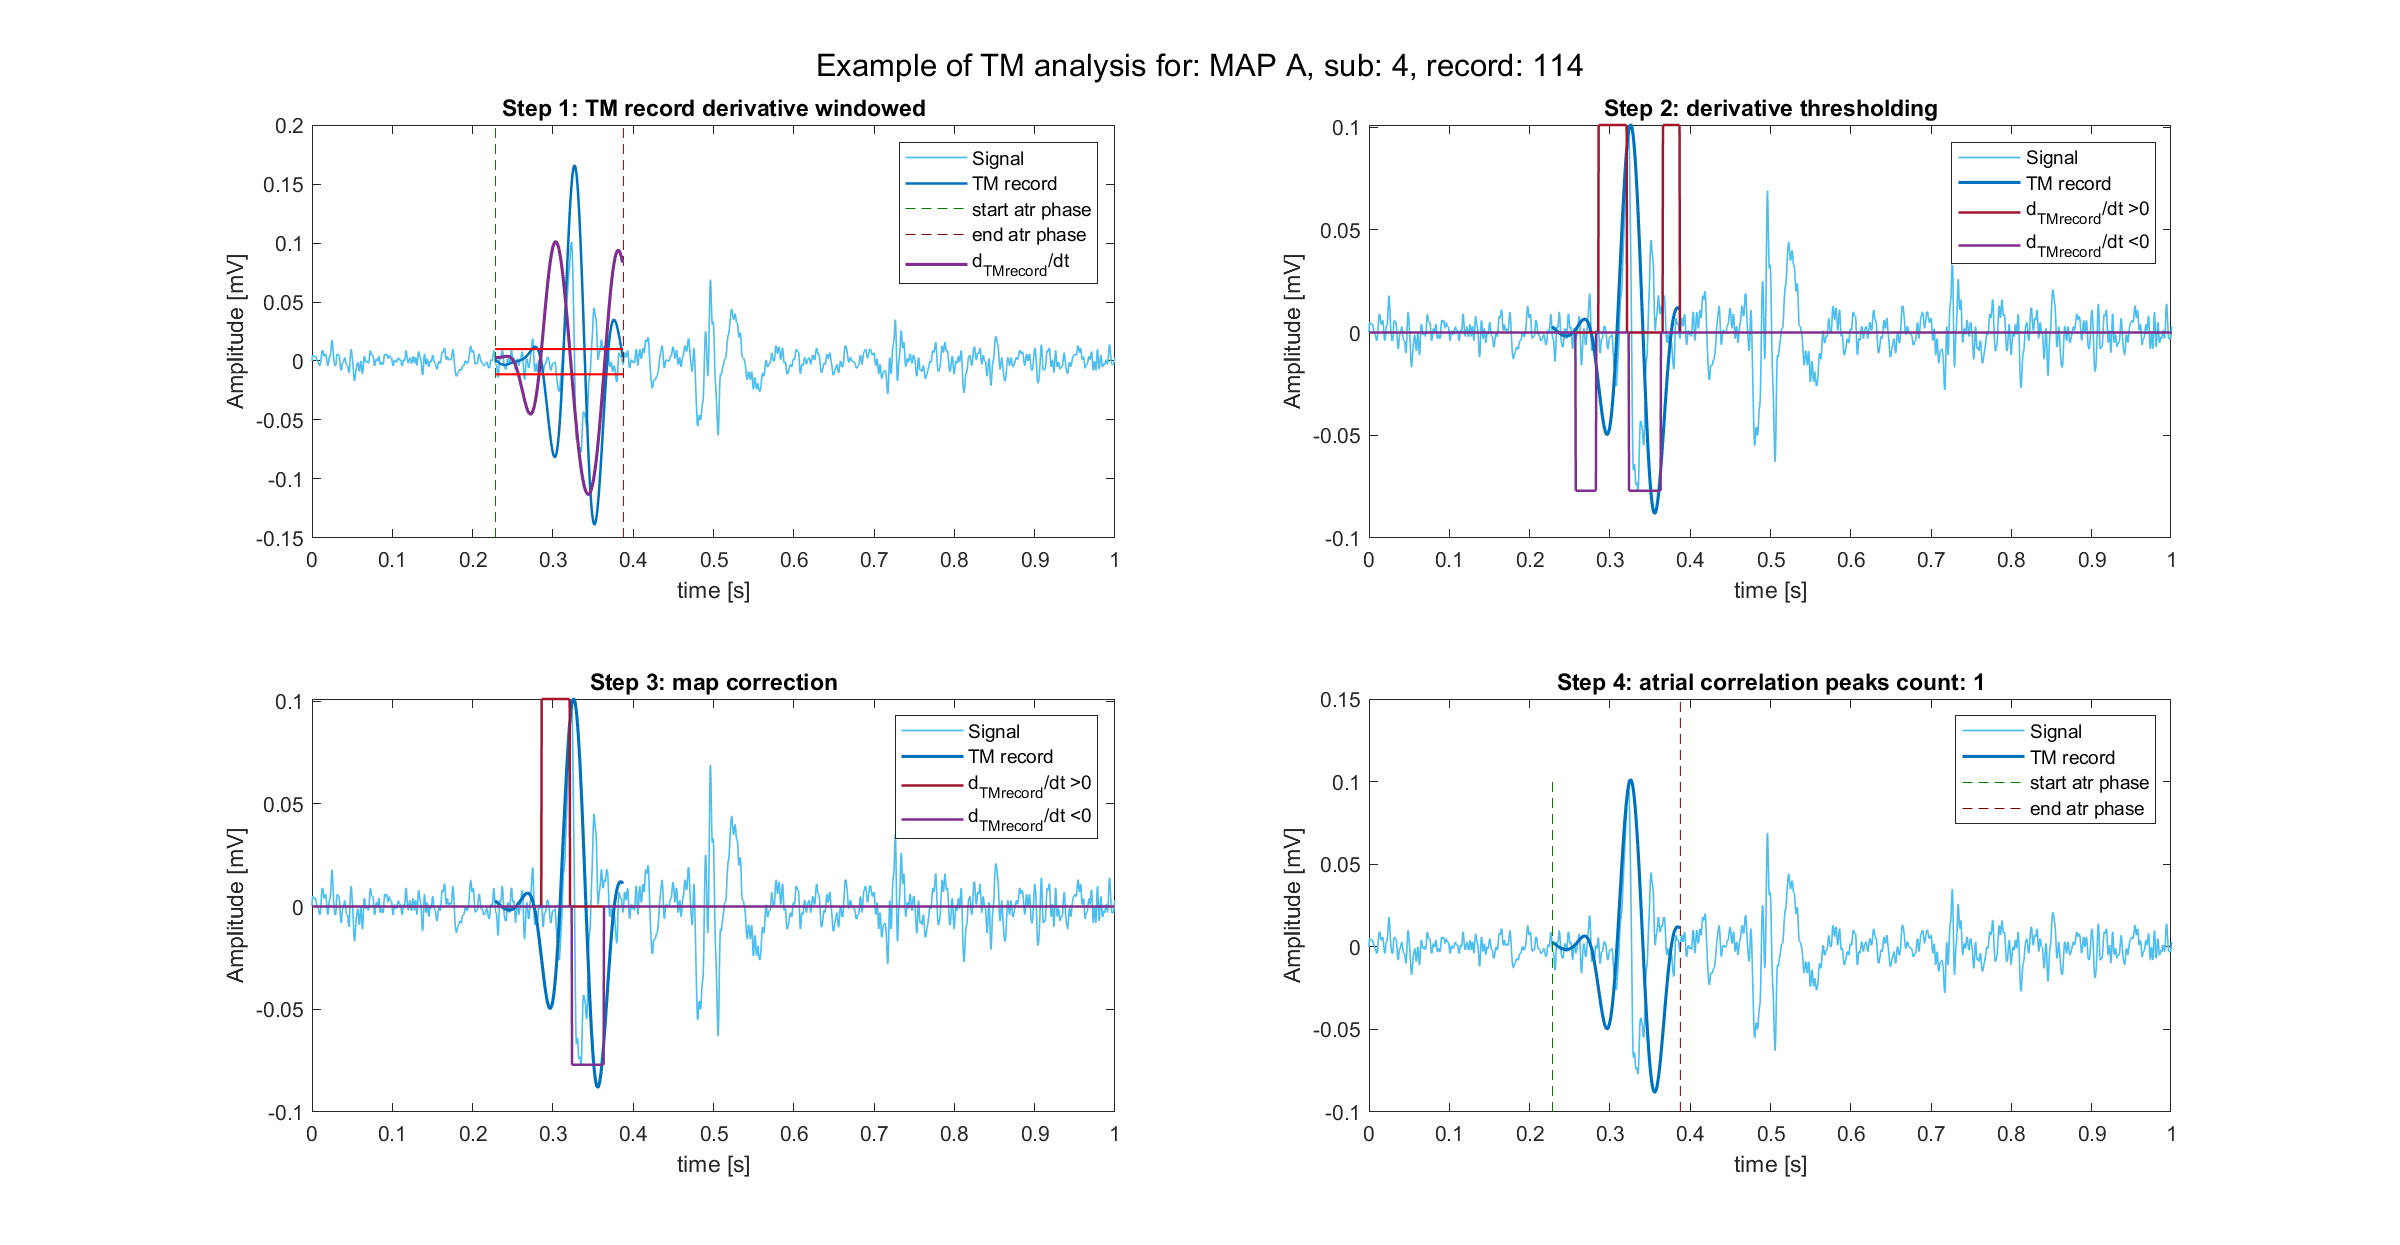 Example of TM analysis for: MAP A, sub: 4, record: 114
Step 1: TM record derivative windowed
0.2
0.15
0.1
0.05
0
-0.05
-0.1
-0.15
Amplitude [mV]
Signal
TM record
start atr phase
end atr phase
dTMrecord/dt
0 0.1 0.2 0.3 0.4 0.5 0.6 0.7 0.8 0.9 1
time [s]
Step 2: derivative thresholding
0.1
0.05
0
-0.05
-0.1
Amplitude [mV]
Signal
TM record
dTMrecord/dt >0
dTMrecord/dt <0
0 0.1 0.2 0.3 0.4 0.5 0.6 0.7 0.8 0.9 1
time [s]
Step 3: map correction
0.1
0.05
0
-0.05
-0.1
Amplitude [mV]
Signal
TM record
dTMrecord/dt >0
dTMrecord/dt <0
0 0.1 0.2 0.3 0.4 0.5 0.6 0.7 0.8 0.9 1
time [s]
Step 4: atrial correlation peaks count: 1
0.15
0.1
0.05
0
-0.05
-0.1
Amplitude [mV]
Signal
TM record
start atr phase
end atr phase
0 0.1 0.2 0.3 0.4 0.5 0.6 0.7 0.8 0.9 1
time [s]